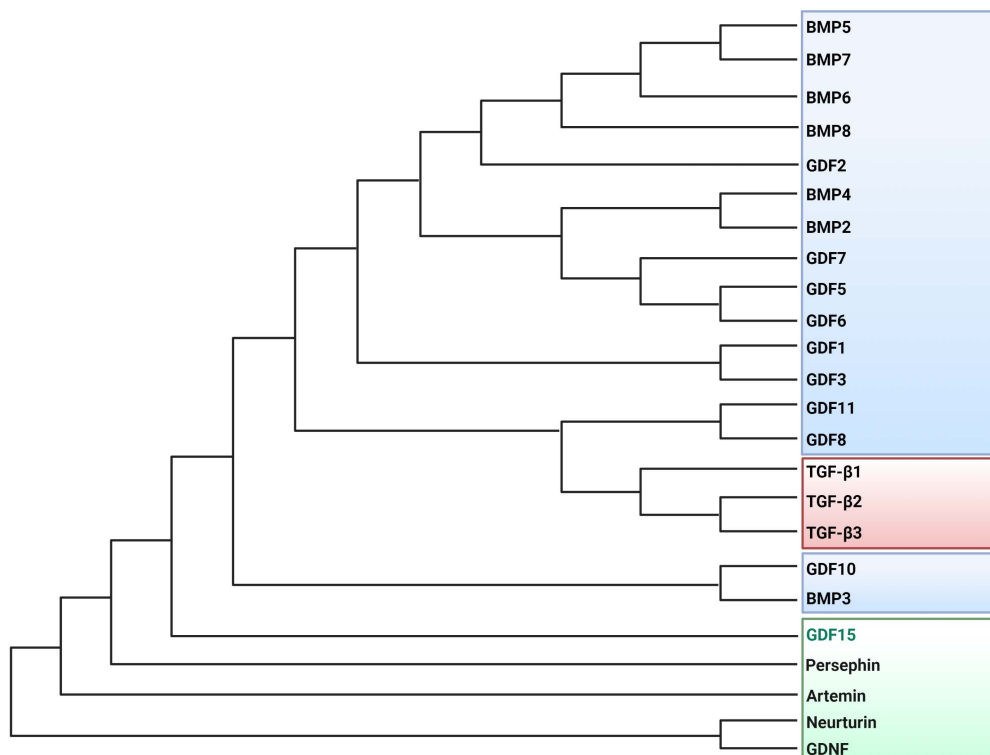 BMP5
BMP7
BMP6
BMP8
GDF2
BMP4
BMP2
GDF7
GDF5
GDF6
GDF1
GDF3
GDF11
GDF8
TGF-β1
TGF-β2
TGF-β3
GDF10
BMP3
GDF15
Persephin
Artemin
Neurturin
GDNF